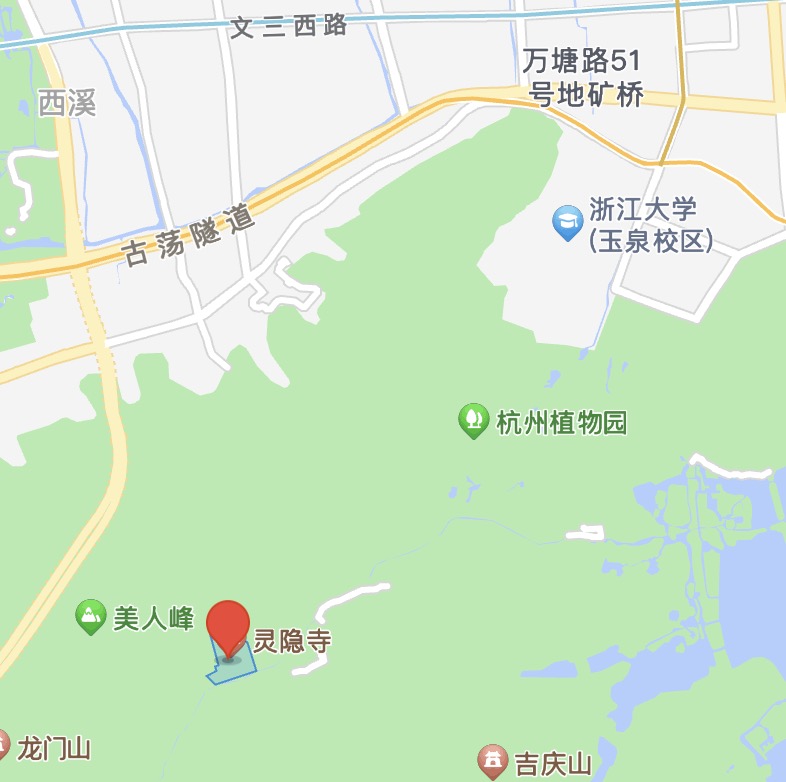 文三西路
万塘路51
号地矿桥
西溪
古荡隧道
浙江大学
(玉泉校区)
杭州植物园
美人峰
灵隐寺
龙门山
吉庆山